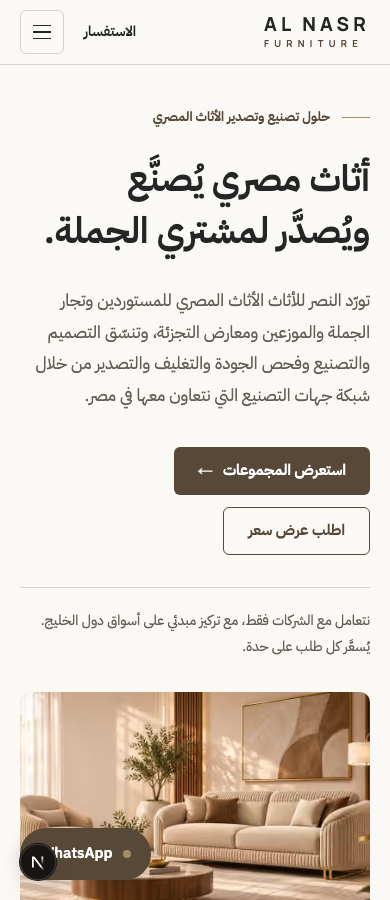 AL NASR
FURNITURE
الاستفسار
حلول تصنيع وتصدير الأثاث المصري
أثاث مصري يُصنَّع
ويُصدَّر لمشتري الجملة.
تورّد النصر للأثاث الأثاث المصري للمستوردين وتجار
الجملة والموزعين ومعارض التجزئة، وتنسّق التصميم
والتصنيع وفحص الجودة والتغليف والتصدير من خلال
شبكة جهات التصنيع التي نتعاون معها في مصر.
استعرض المجموعات ←
اطلب عرض سعر
نتعامل مع الشركات فقط، مع تركيز مبدئي على أسواق دول الخليج.
يُسعَّر كل طلب على حدة.
hatsApp
N